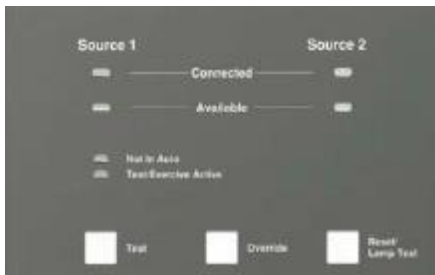 Source 1 Source 2
Connected
Available
Not In Auto
Test/Exercise Active
Test Override Reset/
Lamp Test